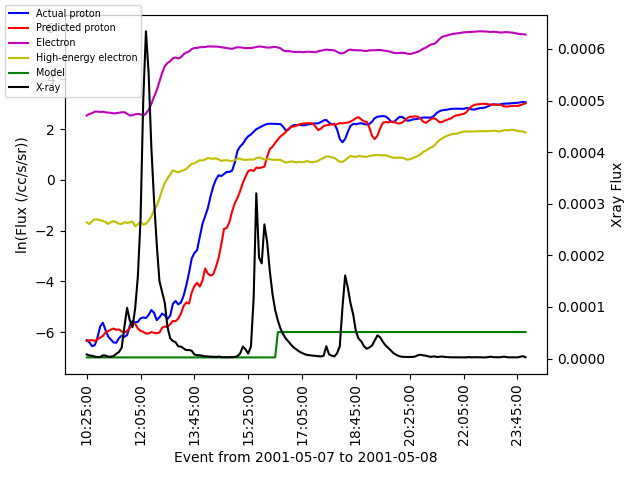 Actual proton
Predicted proton
Electron
High-energy electron
Model
X-ray
ln(Flux (/cc/s/sr))
4
2
0
−2
−4
−6
0.0006
0.0005
0.0004
0.0003
0.0002
0.0001
0.0000
Xray Flux
10:25:00
12:05:00
13:45:00
15:25:00
17:05:00
18:45:00
20:25:00
22:05:00
23:45:00
Event from 2001-05-07 to 2001-05-08